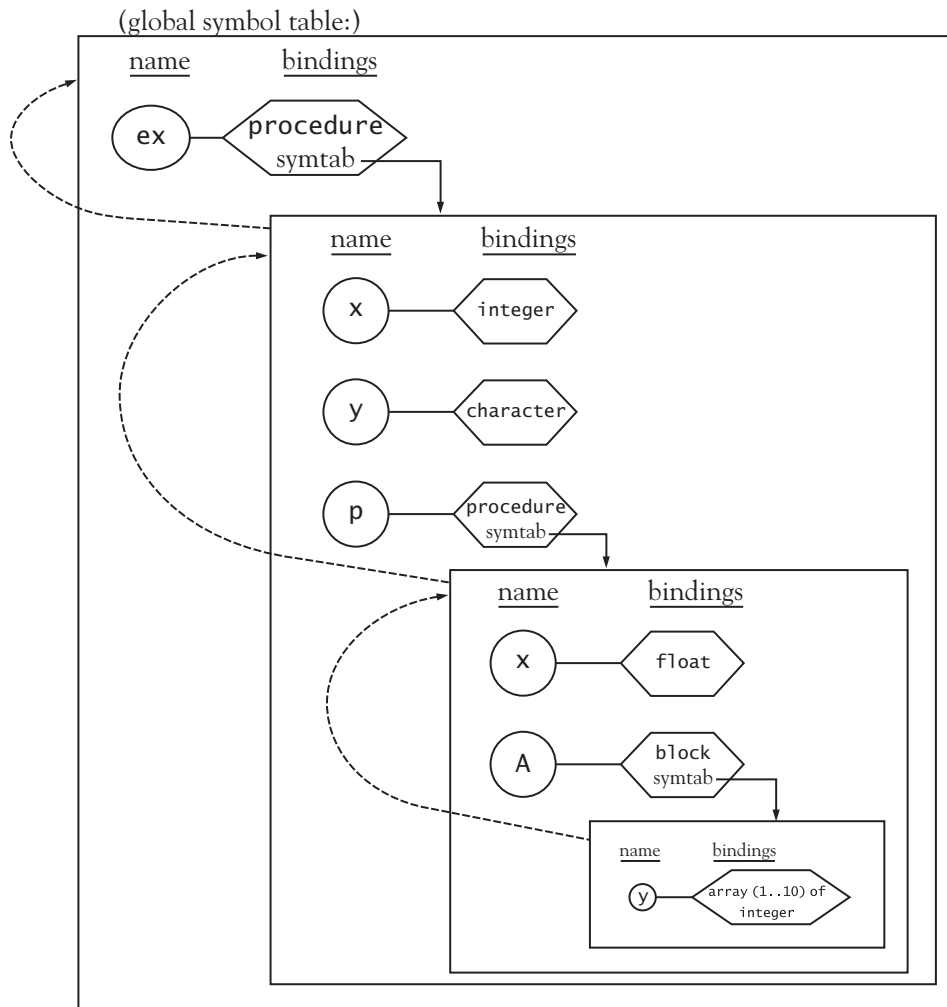 (global symbol table:)
name bindings
ex procedure
symtab
name bindings
x integer
y character
p procedure
symtab
name bindings
x float
A block
symtab
name bindings
y array (1..10) of
integer